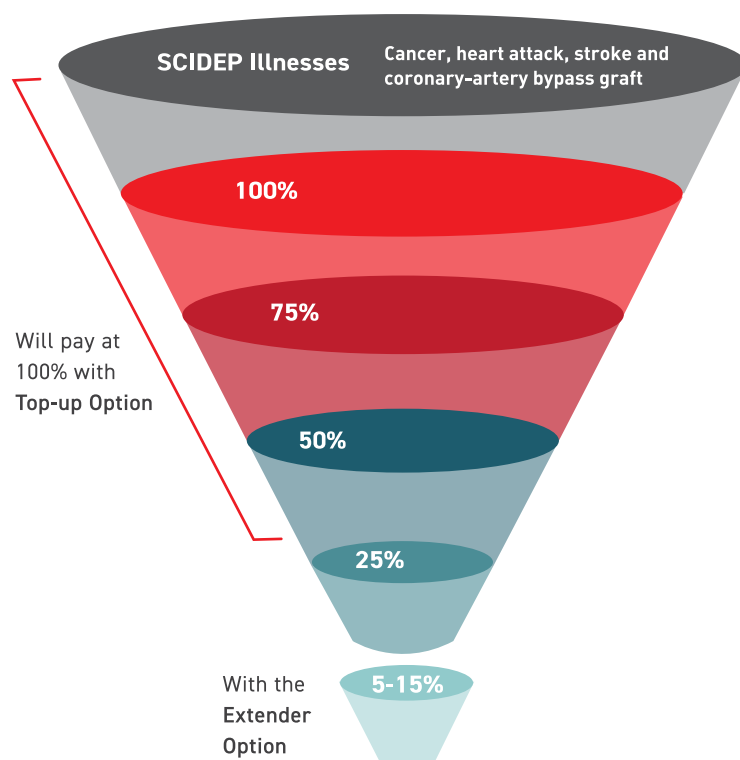 SCIDEP Illnesses
Cancer, heart attack, stroke and
coronary-artery bypass graft
100%
75%
Will pay at
100% with
Top-up Option
50%
25%
With the
Extender
Option
5-15%